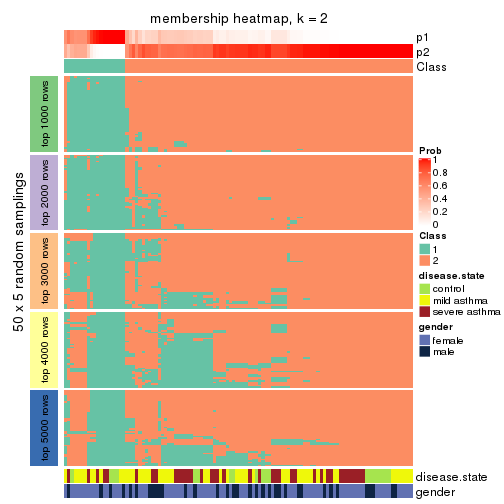 membership heatmap, k = 2
p1
p2
Class
50 x 5 random samplings
top 1000 rows
top 2000 rows
top 3000 rows
top 4000 rows
top 5000 rows
disease.state
gender
Prob
1
0.8
0.6
0.4
0.2
0
Class
1
2
disease.state
control
mild asthma
severe asthma
gender
female
male